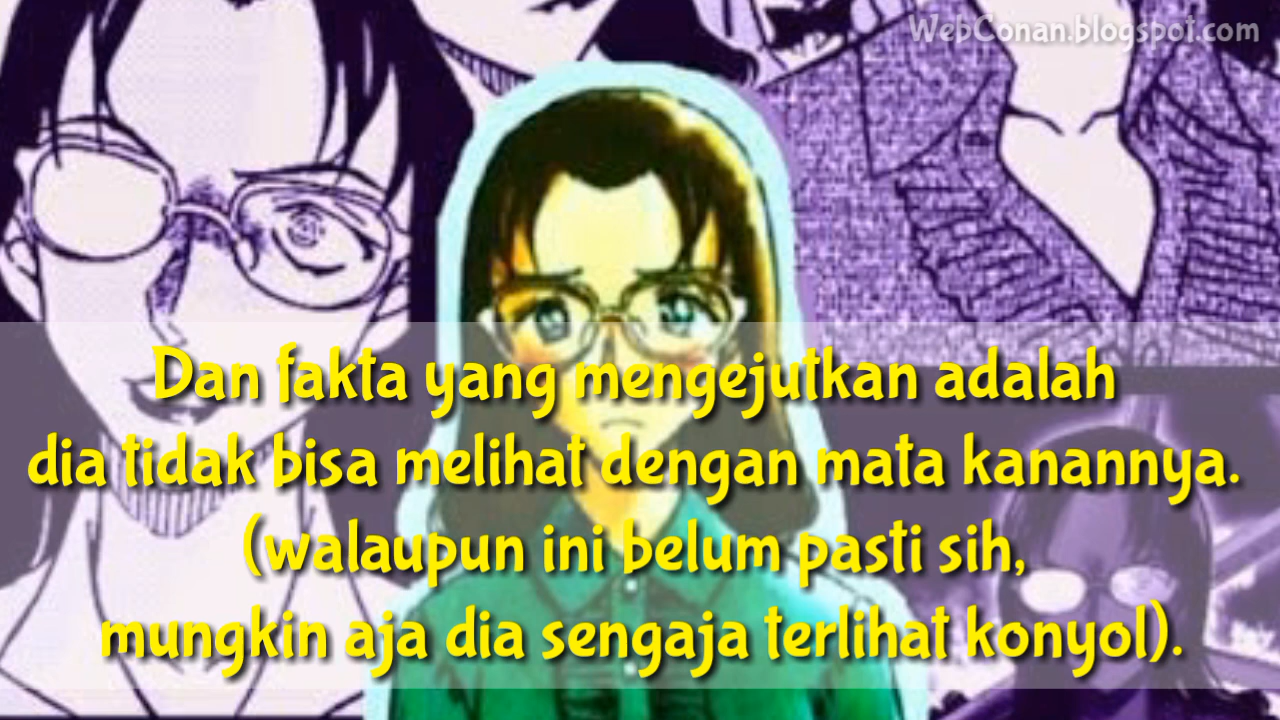 WebConan.blogspot.com
Dan fakta yang mengejutkan adalah
dia tidak bisa melihat dengan mata kanannya.
(walaupun ini belum pasti sih,
mungkin aja dia sengaja terlihat konyol).